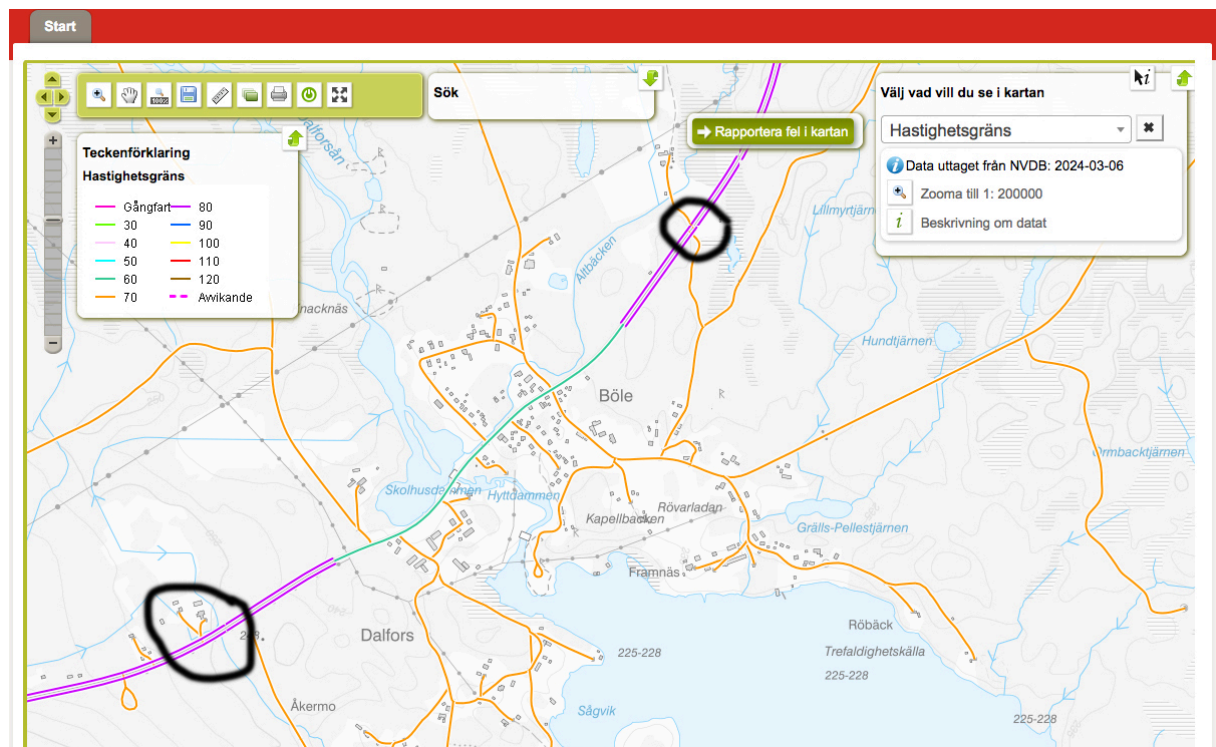 Start
Sök
Välj vad vill du se i kartan
Rapportera fel i kartan
Hastighetsgräns
Data uttaget från NVDB: 2024-03-06
Zooma till 1: 200000
Beskrivning om datat
Teckenförklaring
Hastighetsgräns
Gångfart
30
40
50
60
70
80
90
100
110
120
Avvikande
Altbäcken
Hundtjärnen
Böle
Skolhusdammen
Hyttdammen
Kapellbacken
Rövarladan
Grälls-Pellestjärnen
Framnäs
Dalfors
Röbäck
225-228
Trefaldighetskälla
225-228
Åkermo
Sågvik
225-228